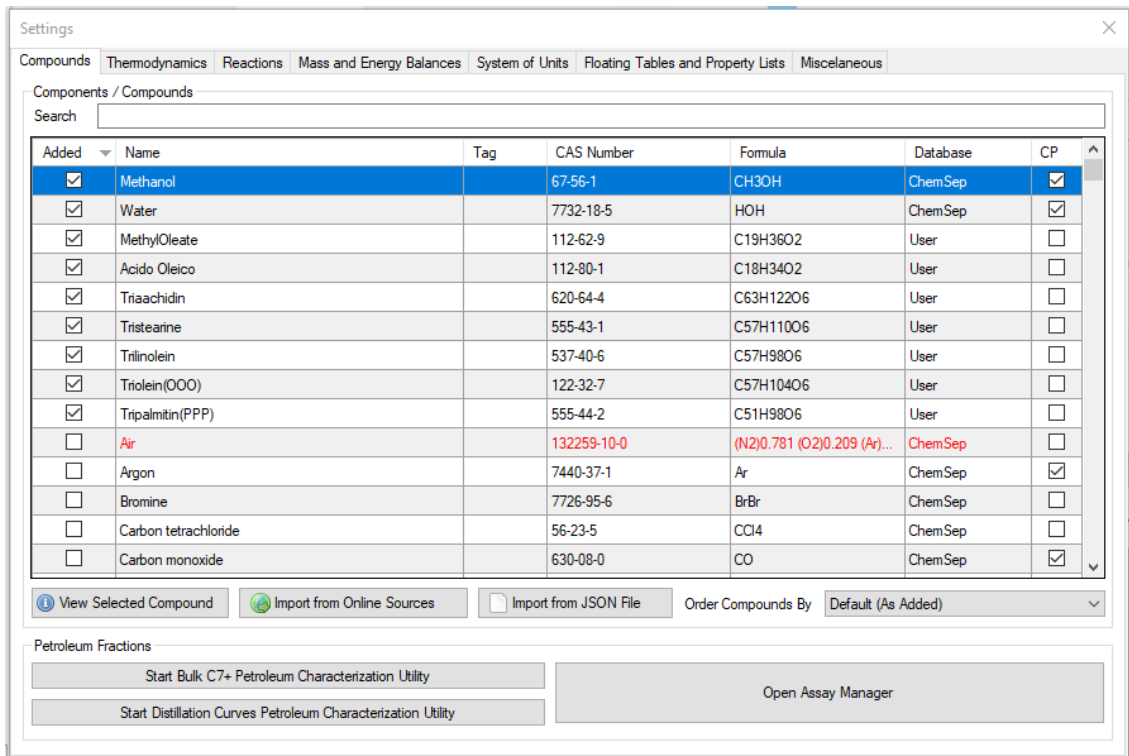 Settings
Compounds Thermodynamics Reactions Mass and Energy Balances System of Units Floating Tables and Property Lists Miscelaneous
Components / Compounds
Search
Added Name Tag CAS Number Formula Database CP
Methanol 67-56-1 CH3OH ChemSep
Water 7732-18-5 HOH ChemSep
MethylOleate 112-62-9 C19H36O2 User
Acido Oleico 112-80-1 C18H34O2 User
Triaachidin 620-64-4 C63H122O6 User
Tristearine 555-43-1 C57H110O6 User
Trilinolein 537-40-6 C57H98O6 User
Triolein(OOO) 122-32-7 C57H104O6 User
Tripalmitin(PPP) 555-44-2 C51H98O6 User
Air 132259-10-0 (N2)0.781 (O2)0.209 (Ar)... ChemSep
Argon 7440-37-1 Ar ChemSep
Bromine 7726-95-6 BrBr ChemSep
Carbon tetrachloride 56-23-5 CCl4 ChemSep
Carbon monoxide 630-08-0 CO ChemSep
View Selected Compound Import from Online Sources Import from JSON File Order Compounds By Default (As Added)
Petroleum Fractions
Start Bulk C7+ Petroleum Characterization Utility
Open Assay Manager
Start Distillation Curves Petroleum Characterization Utility